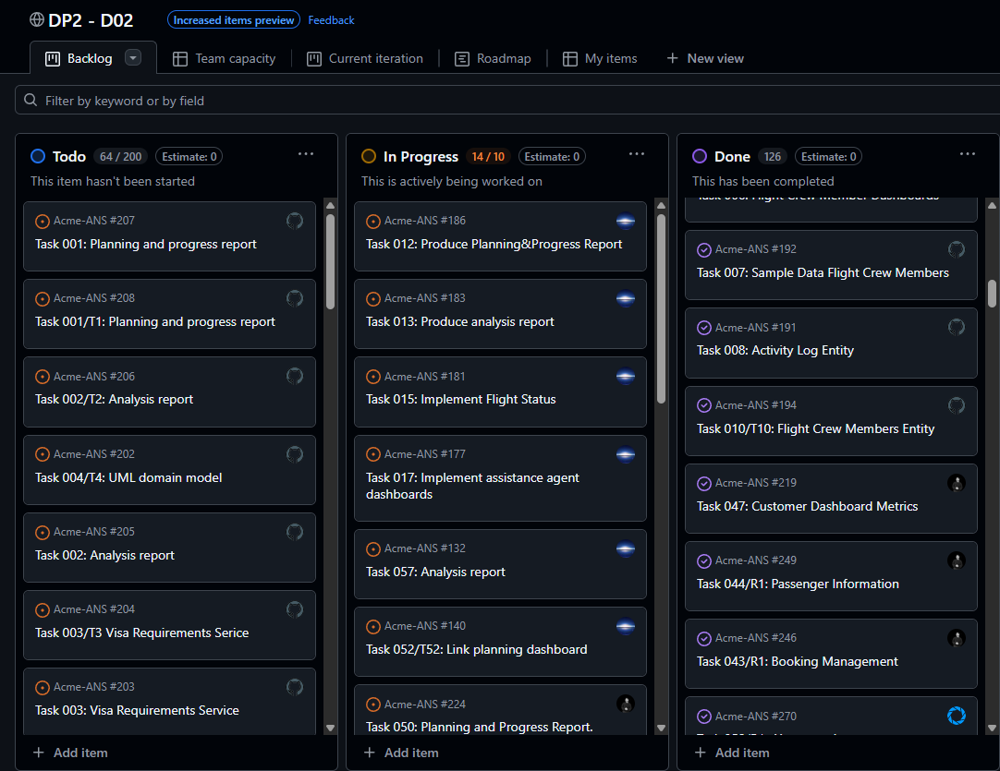 DP2 - D02
Increased items preview
Feedback
Backlog
Team capacity
Current iteration
Roadmap
My items
New view
Filter by keyword or by field
Todo 64 / 200 Estimate: 0
This item hasn't been started
Acme-ANS #207
Task 001: Planning and progress report
Acme-ANS #208
Task 001/T1: Planning and progress report
Acme-ANS #206
Task 002/T2: Analysis report
Acme-ANS #202
Task 004/T4: UML domain model
Acme-ANS #205
Task 002: Analysis report
Acme-ANS #204
Task 003/T3 Visa Requirements Serice
Acme-ANS #203
Task 003: Visa Requirements Service
Add item
In Progress 14 / 10 Estimate: 0
This is actively being worked on
Acme-ANS #186
Task 012: Produce Planning&Progress Report
Acme-ANS #183
Task 013: Produce analysis report
Acme-ANS #181
Task 015: Implement Flight Status
Acme-ANS #177
Task 017: Implement assistance agent
dashboards
Acme-ANS #132
Task 057: Analysis report
Acme-ANS #140
Task 052/T52: Link planning dashboard
Acme-ANS #224
Task 050: Planning and Progress Report.
Add item
Done 126 Estimate: 0
This has been completed
Flight Crew Member Dashboards
Acme-ANS #192
Task 007: Sample Data Flight Crew Members
Acme-ANS #191
Task 008: Activity Log Entity
Acme-ANS #194
Task 010/T10: Flight Crew Members Entity
Acme-ANS #219
Task 047: Customer Dashboard Metrics
Acme-ANS #249
Task 044/R1: Passenger Information
Acme-ANS #246
Task 043/R1: Booking Management
Acme-ANS #270
Add item